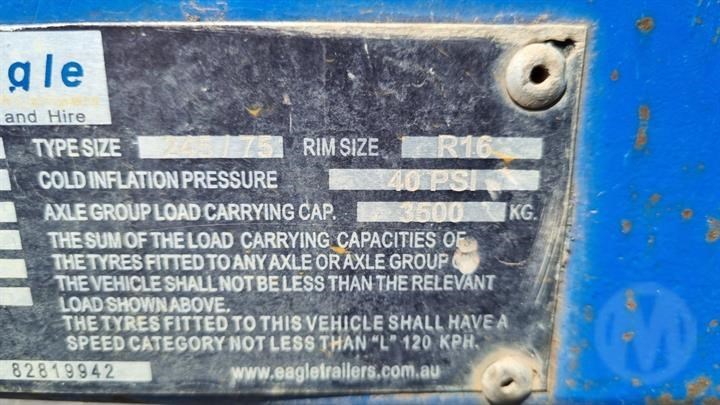 gle
and Hire
TYPE SIZE 245/75 RIM SIZE R16
COLD INFLATION PRESSURE 40 PSI
AXLE GROUP LOAD CARRYING CAP. 3500 KG.
THE SUM OF THE LOAD CARRYING CAPACITIES OF
THE TYRES FITTED TO ANY AXLE OR AXLE GROUP
THE VEHICLE SHALL NOT BE LESS THAN THE RELEVANT
LOAD SHOWN ABOVE.
THE TYRES FITTED TO THIS VEHICLE SHALL HAVE A
SPEED CATEGORY NOT LESS THAN "L" 120 KPH.
82819942
www.eagletrailers.com.au
M